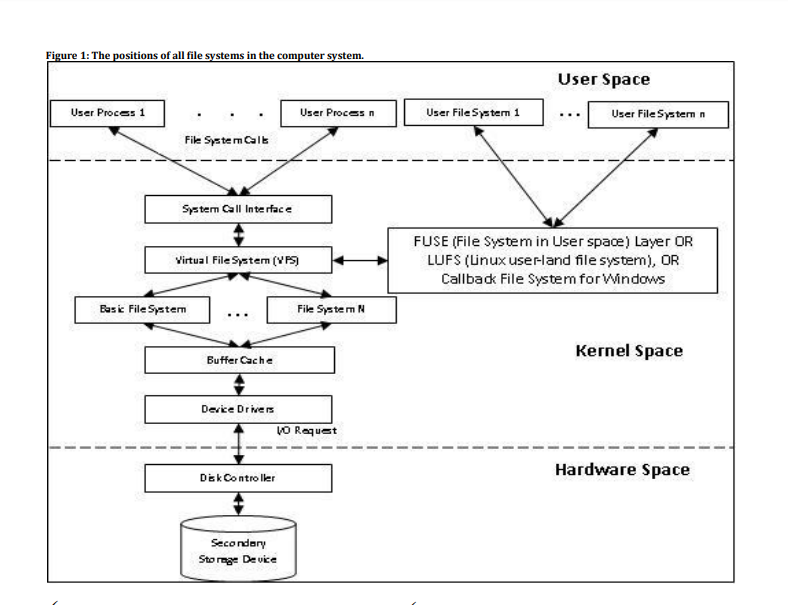 Figure 1: The positions of all file systems in the computer system.
User Space
User Process 1
. . .
User Process n
User File System 1
...
User File System n
File System Calls
System Call Interface
Virtual File System (VFS)
FUSE (File System in User space) Layer OR
LUFS (Linux user-land file system), OR
Callback File System for Windows
Basic File System
...
File System N
Kernel Space
Buffer Cache
Device Drivers
I/O Request
Hardware Space
Disk Controller
Secondary
Storage Device